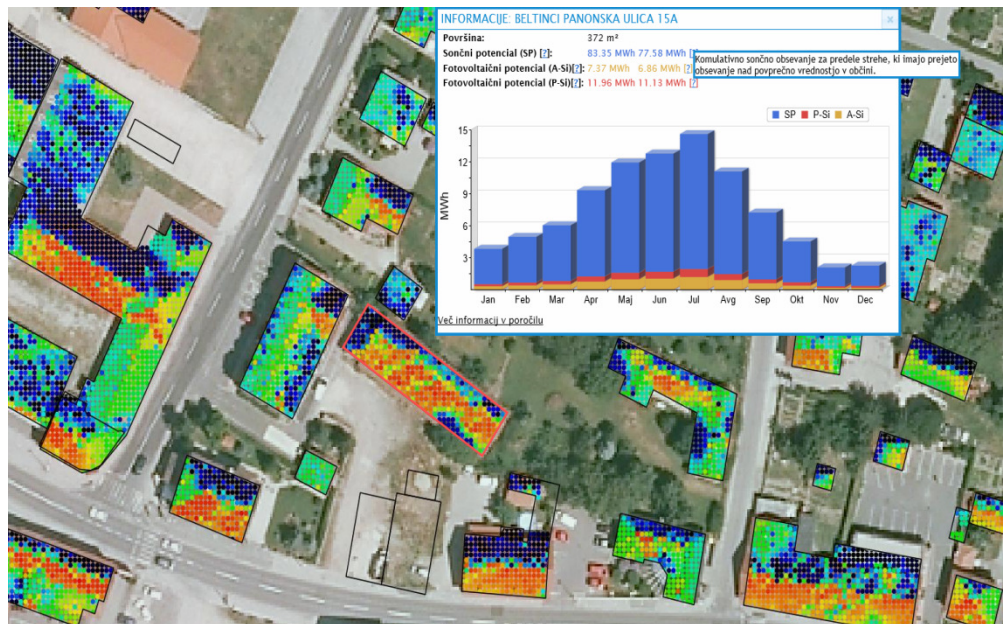 INFORMACIJE: BELTINCI PANONSKA ULICA 15A
Površina: 372 m²
Sončni potencial (SP) [?]: 83.35 MWh 77.58 MWh [?]
Fotovoltaični potencial (A-Si)[?]: 7.37 MWh 6.86 MWh [?]
Fotovoltaični potencial (P-Si)[?]: 11.96 MWh 11.13 MWh [?]
Komulativno sončno obsevanje za predele strehe, ki imajo prejeto
obsevanje nad povprečno vrednostjo v občini.
SP P-Si A-Si
15
12
9
6
3
MWh
Jan Feb Mar Apr Maj Jun Jul Avg Sep Okt Nov Dec
Več informacij v poročilu